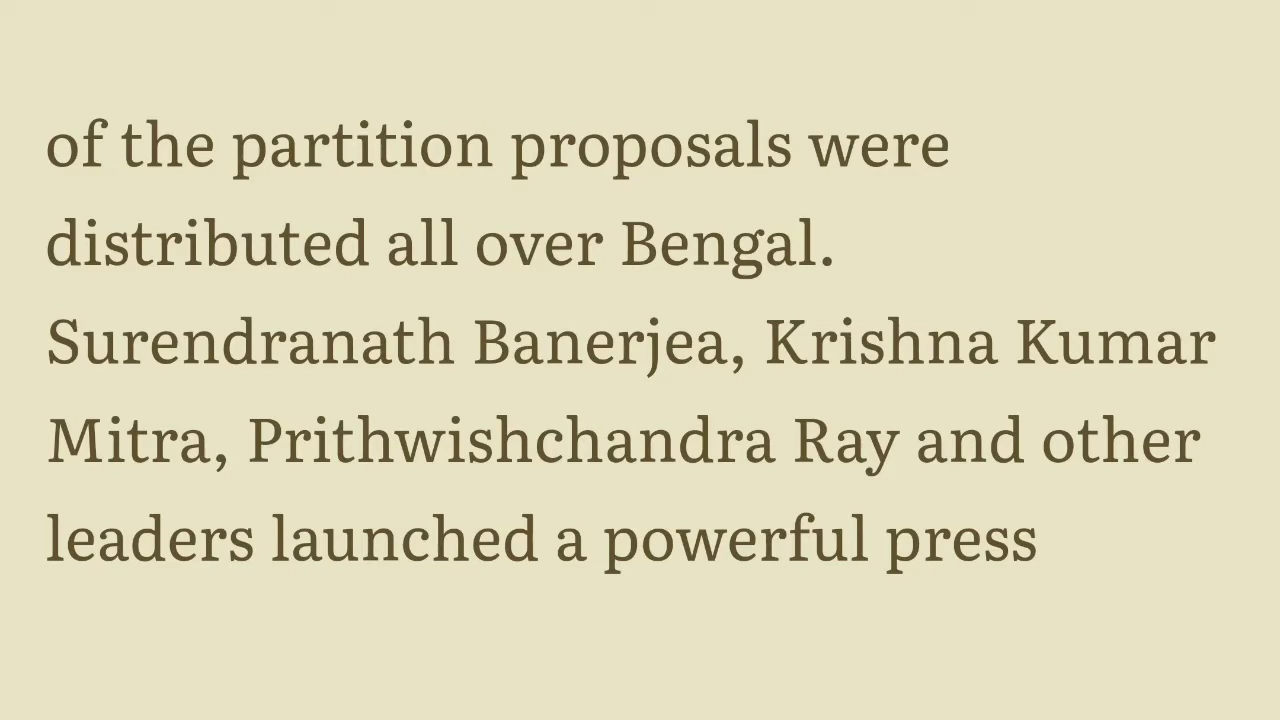 of the partition proposals were
distributed all over Bengal.
Surendranath Banerjea, Krishna Kumar
Mitra, Prithwishchandra Ray and other
leaders launched a powerful press